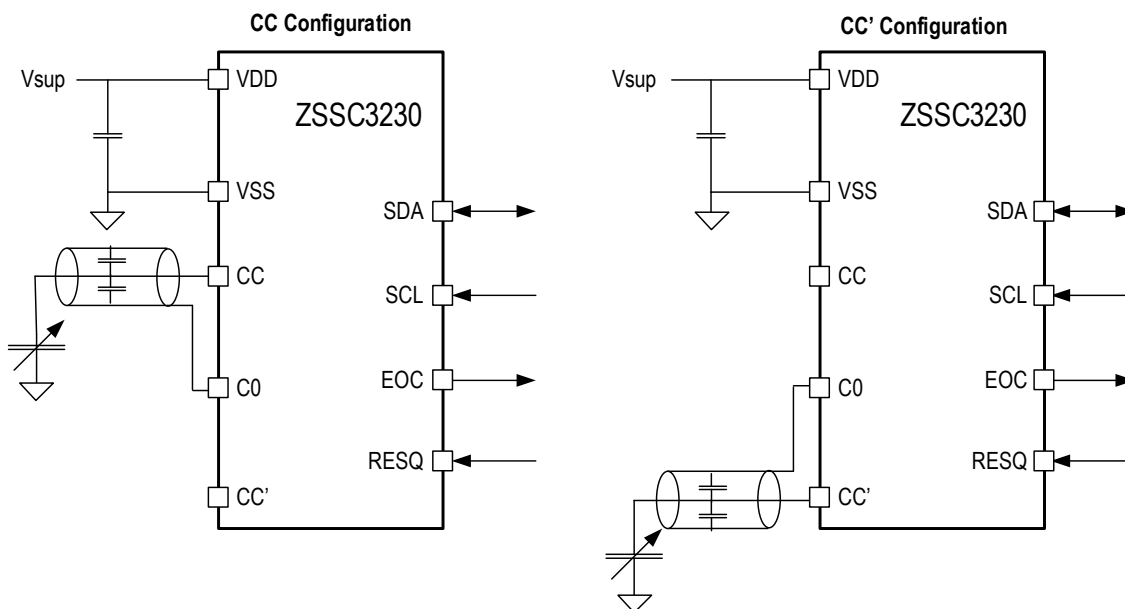 CC Configuration
Vsup
VDD
ZSSC3230
VSS
SDA
CC
SCL
C0
EOC
RESQ
CC’
CC’ Configuration
Vsup
VDD
ZSSC3230
VSS
SDA
CC
SCL
C0
EOC
RESQ
CC’